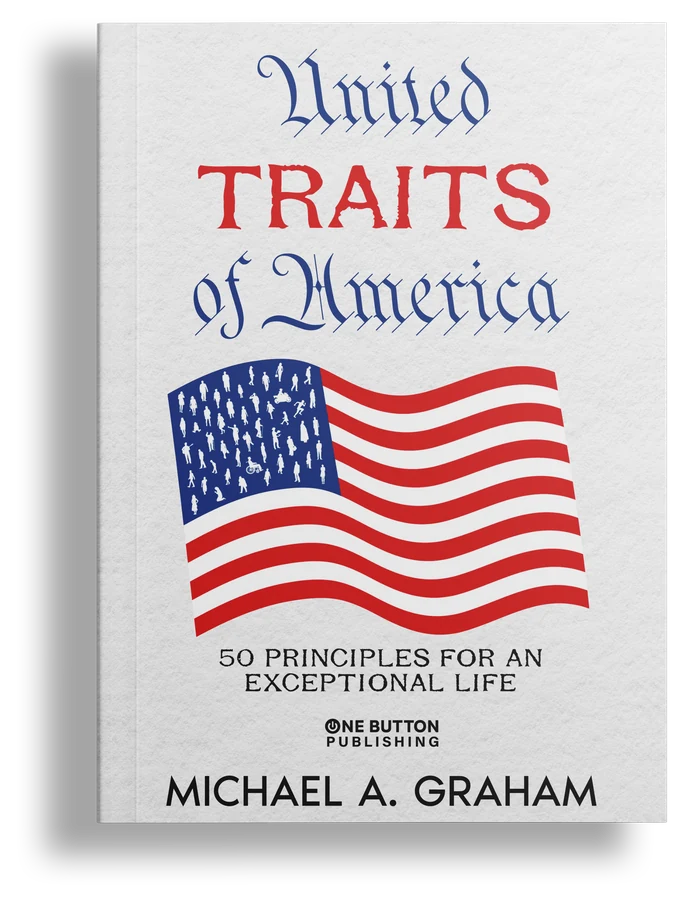 United
TRAITS
of America
50 PRINCIPLES FOR AN
EXCEPTIONAL LIFE
ONE BUTTON
PUBLISHING
MICHAEL A. GRAHAM